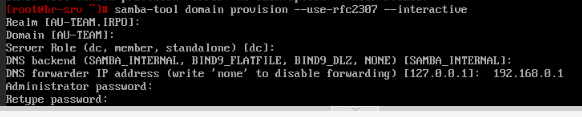 [root@br-srv ~]# samba-tool domain provision --use-rfc2307 --interactive
Realm [AU-TEAM.IRPO]:
Domain [AU-TEAM]:
Server Role (dc, member, standalone) [dc]:
DNS backend (SAMBA_INTERNAL, BIND9_FLATFILE, BIND9_DLZ, NONE) [SAMBA_INTERNAL]:
DNS forwarder IP address (write 'none' to disable forwarding) [127.0.0.1]:  192.168.0.1
Administrator password:
Retype password: